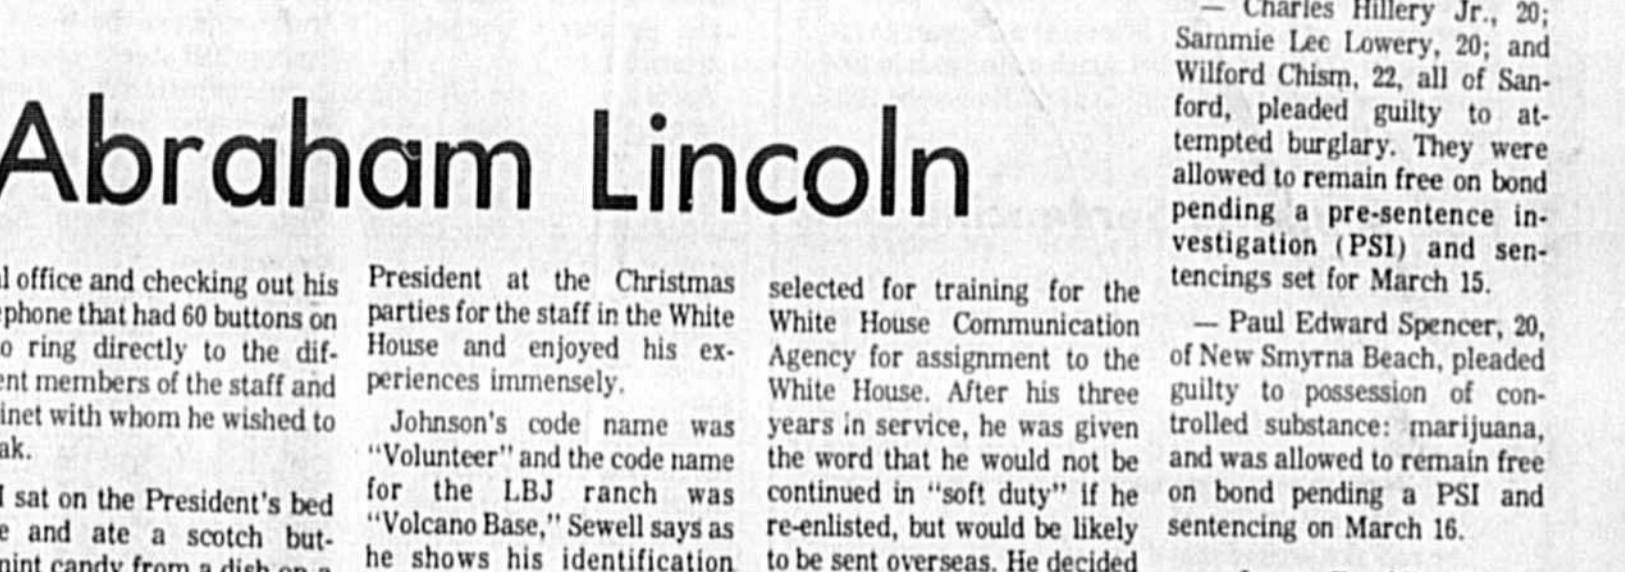 Abraham Lincoln
office and checking out his
phone that had 60 buttons on
ring directly to the dif-
members of the staff and
with whom he wished to
I sat on the President's bed
and ate a scotch but-
candy from a dish on a
President at the Christmas
parties for the staff in the White
House and enjoyed his ex-
periences immensely.
Johnson's code name was
"Volunteer" and the code name
for the LBJ ranch was
"Volcano Base," Sewell says as
he shows his identification
selected for training for the
White House Communication
Agency for assignment to the
White House. After his three
years in service, he was given
the word that he would not be
continued in "soft duty" if he
re-enlisted, but would be likely
to be sent overseas. He decided
— Charles Hillery Jr., 20;
Sammie Lee Lowery, 20; and
Wilford Chism, 22, all of San-
ford, pleaded guilty to at-
tempted burglary. They were
allowed to remain free on bond
pending a pre-sentence in-
vestigation (PSI) and sen-
tencings set for March 15.
— Paul Edward Spencer, 20,
of New Smyrna Beach, pleaded
guilty to possession of con-
trolled substance: marijuana,
and was allowed to remain free
on bond pending a PSI and
sentencing on March 16.